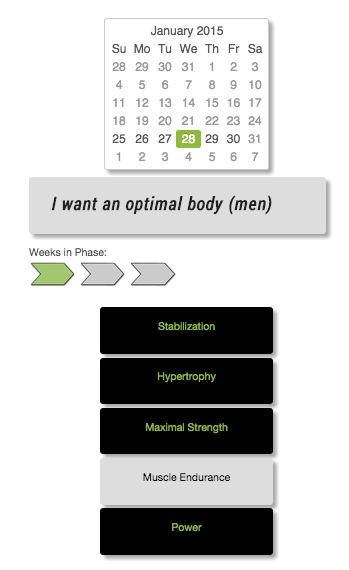 January 2015
Su Mo Tu We Th Fr Sa
28 29 30 31 1 2 3
4 5 6 7 8 9 10
11 12 13 14 15 16 17
18 19 20 21 22 23 24
25 26 27 28 29 30 31
1 2 3 4 5 6 7
I want an optimal body (men)
Weeks in Phase:
Stabilization
Hypertrophy
Maximal Strength
Muscle Endurance
Power